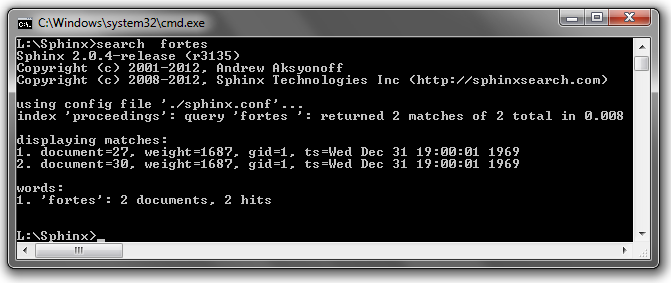 C:\Windows\system32\cmd.exe
L:\Sphinx>search  fortes
Sphinx 2.0.4-release (r3135)
Copyright (c) 2001-2012, Andrew Aksyonoff
Copyright (c) 2008-2012, Sphinx Technologies Inc (http://sphinxsearch.com)
using config file './sphinx.conf'...
index 'proceedings': query 'fortes ': returned 2 matches of 2 total in 0.008
displaying matches:
1. document=27, weight=1687, gid=1, ts=Wed Dec 31 19:00:01 1969
2. document=30, weight=1687, gid=1, ts=Wed Dec 31 19:00:01 1969
words:
1. 'fortes': 2 documents, 2 hits
L:\Sphinx>_